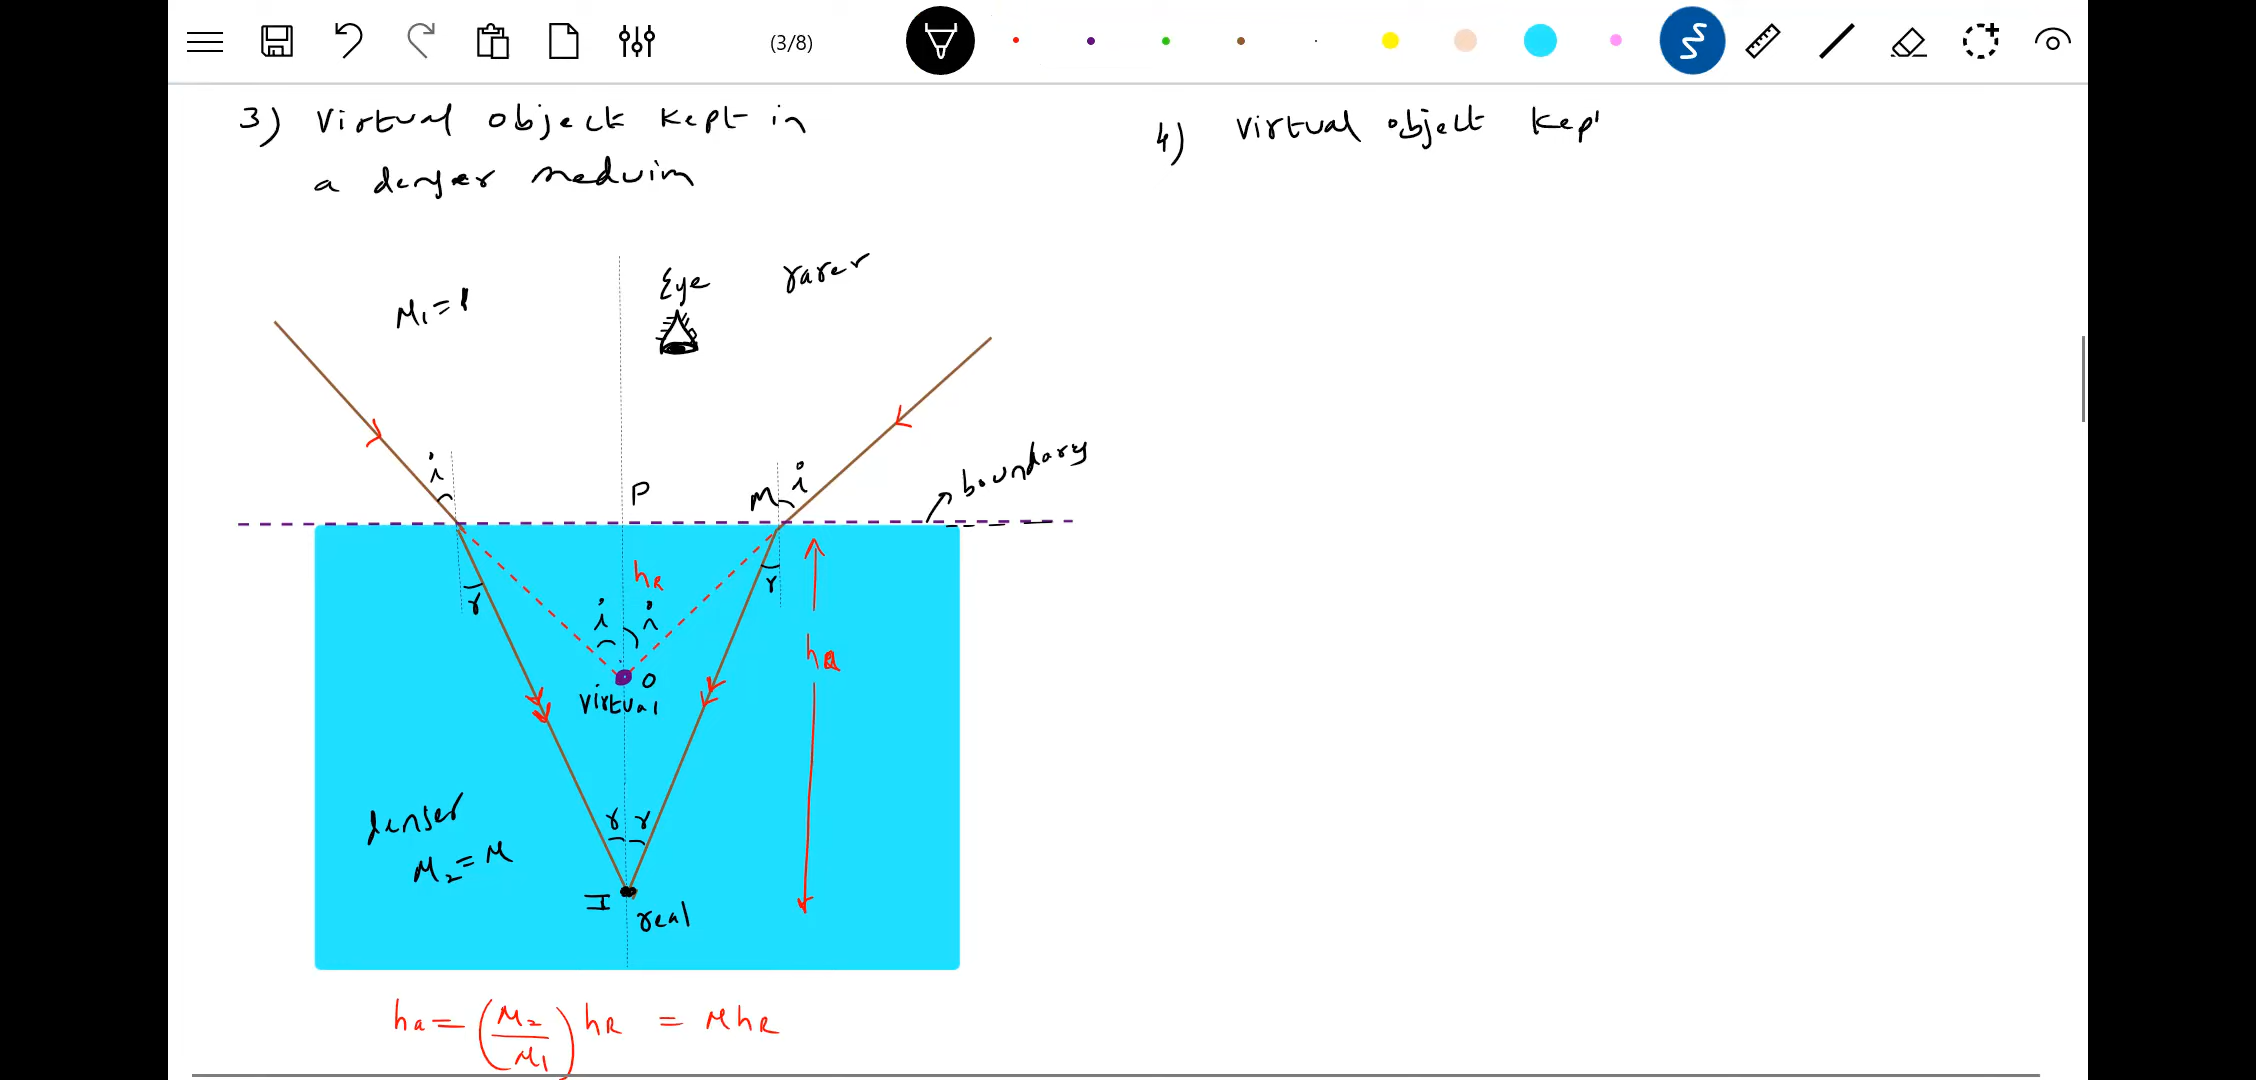 (3/8)
3) Virtual object kept in
a denser meduim
4) Virtual object kep
Eye
rarer
μ₁=1
i
P
M
i
boundary
hR
r
r
i
i
ha
O
Virtual
denser
μ₂=μ
r r
I
real
ha = (μ₂/μ₁) hR = μhR